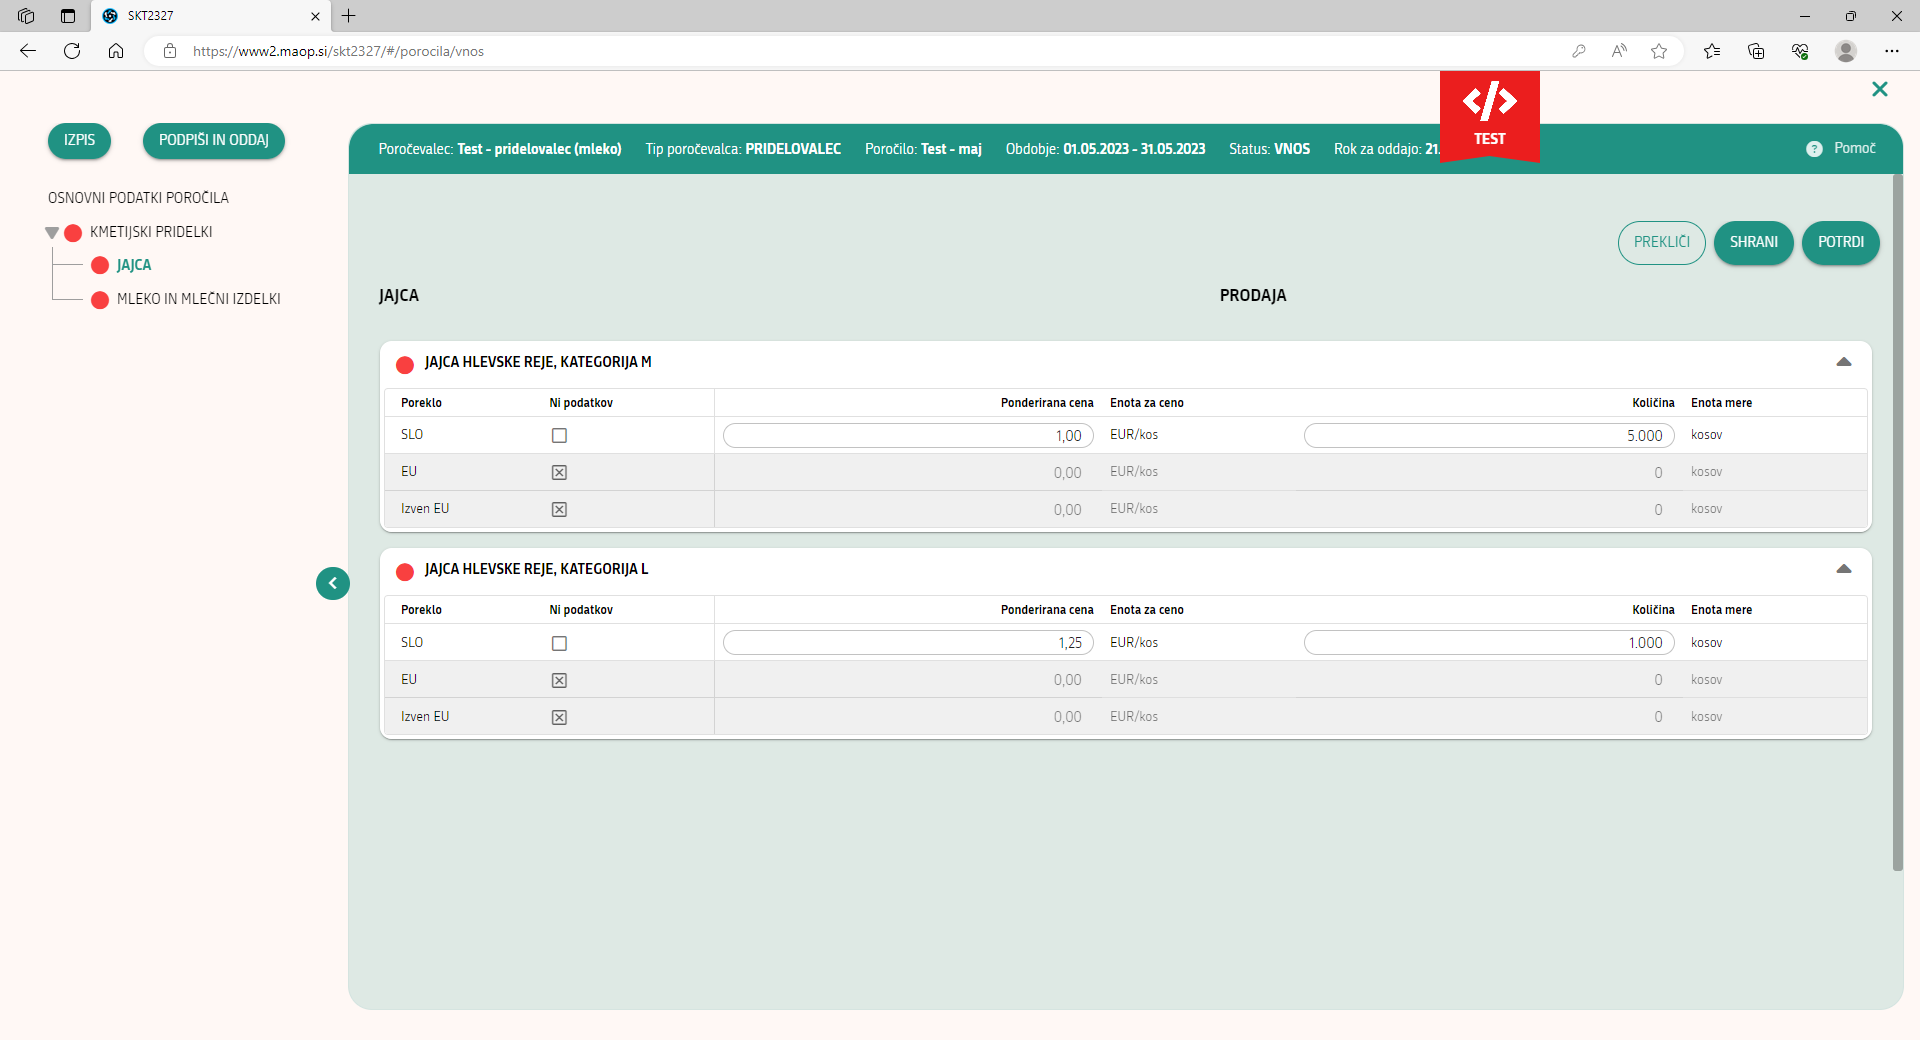 SKT2327
https://www2.maop.si/skt2327/#/porocila/vnos
TEST
IZPIS
PODPIŠI IN ODDAJ
Poročevalec: Test - pridelovalec (mleko) Tip poročevalca: PRIDELOVALEC Poročilo: Test - maj Obdobje: 01.05.2023 - 31.05.2023 Status: VNOS Rok za oddajo: 21.
? Pomoč
OSNOVNI PODATKI POROČILA
KMETIJSKI PRIDELKI
JAJCA
MLEKO IN MLEČNI IZDELKI
PREKLIČI SHRANI POTRDI
JAJCA PRODAJA
JAJCA HLEVSKE REJE, KATEGORIJA M
Poreklo Ni podatkov Ponderirana cena Enota za ceno Količina Enota mere
SLO 1,00 EUR/kos 5.000 kosov
EU 0,00 EUR/kos 0 kosov
Izven EU 0,00 EUR/kos 0 kosov
JAJCA HLEVSKE REJE, KATEGORIJA L
Poreklo Ni podatkov Ponderirana cena Enota za ceno Količina Enota mere
SLO 1,25 EUR/kos 1.000 kosov
EU 0,00 EUR/kos 0 kosov
Izven EU 0,00 EUR/kos 0 kosov